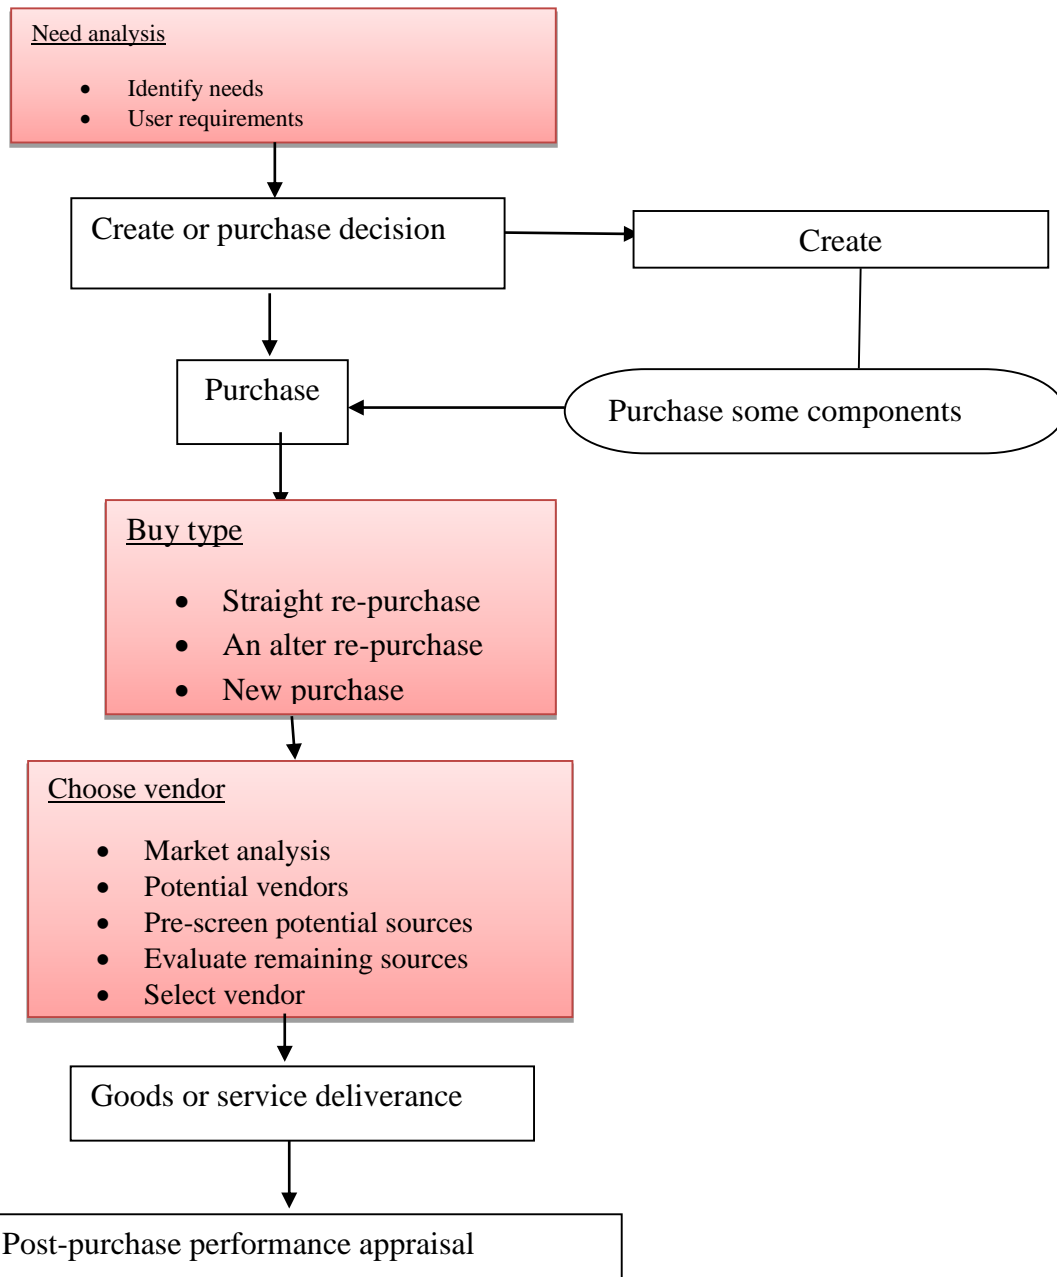 Need analysis
• Identify needs
• User requirements
Create or purchase decision
Create
Purchase
Purchase some components
Buy type
• Straight re-purchase
• An alter re-purchase
• New purchase
Choose vendor
• Market analysis
• Potential vendors
• Pre-screen potential sources
• Evaluate remaining sources
• Select vendor
Goods or service deliverance
Post-purchase performance appraisal